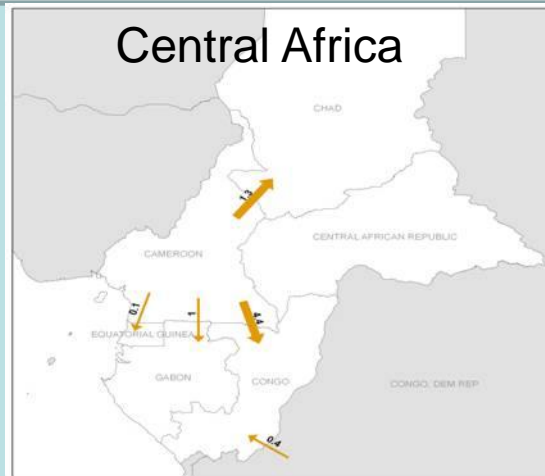 Central Africa
CHAD
1.3
CENTRAL AFRICAN REPUBLIC
CAMEROON
0.1
1
4.4
EQUATORIAL GUINEA
GABON
CONGO
CONGO, DEM REP
0.4